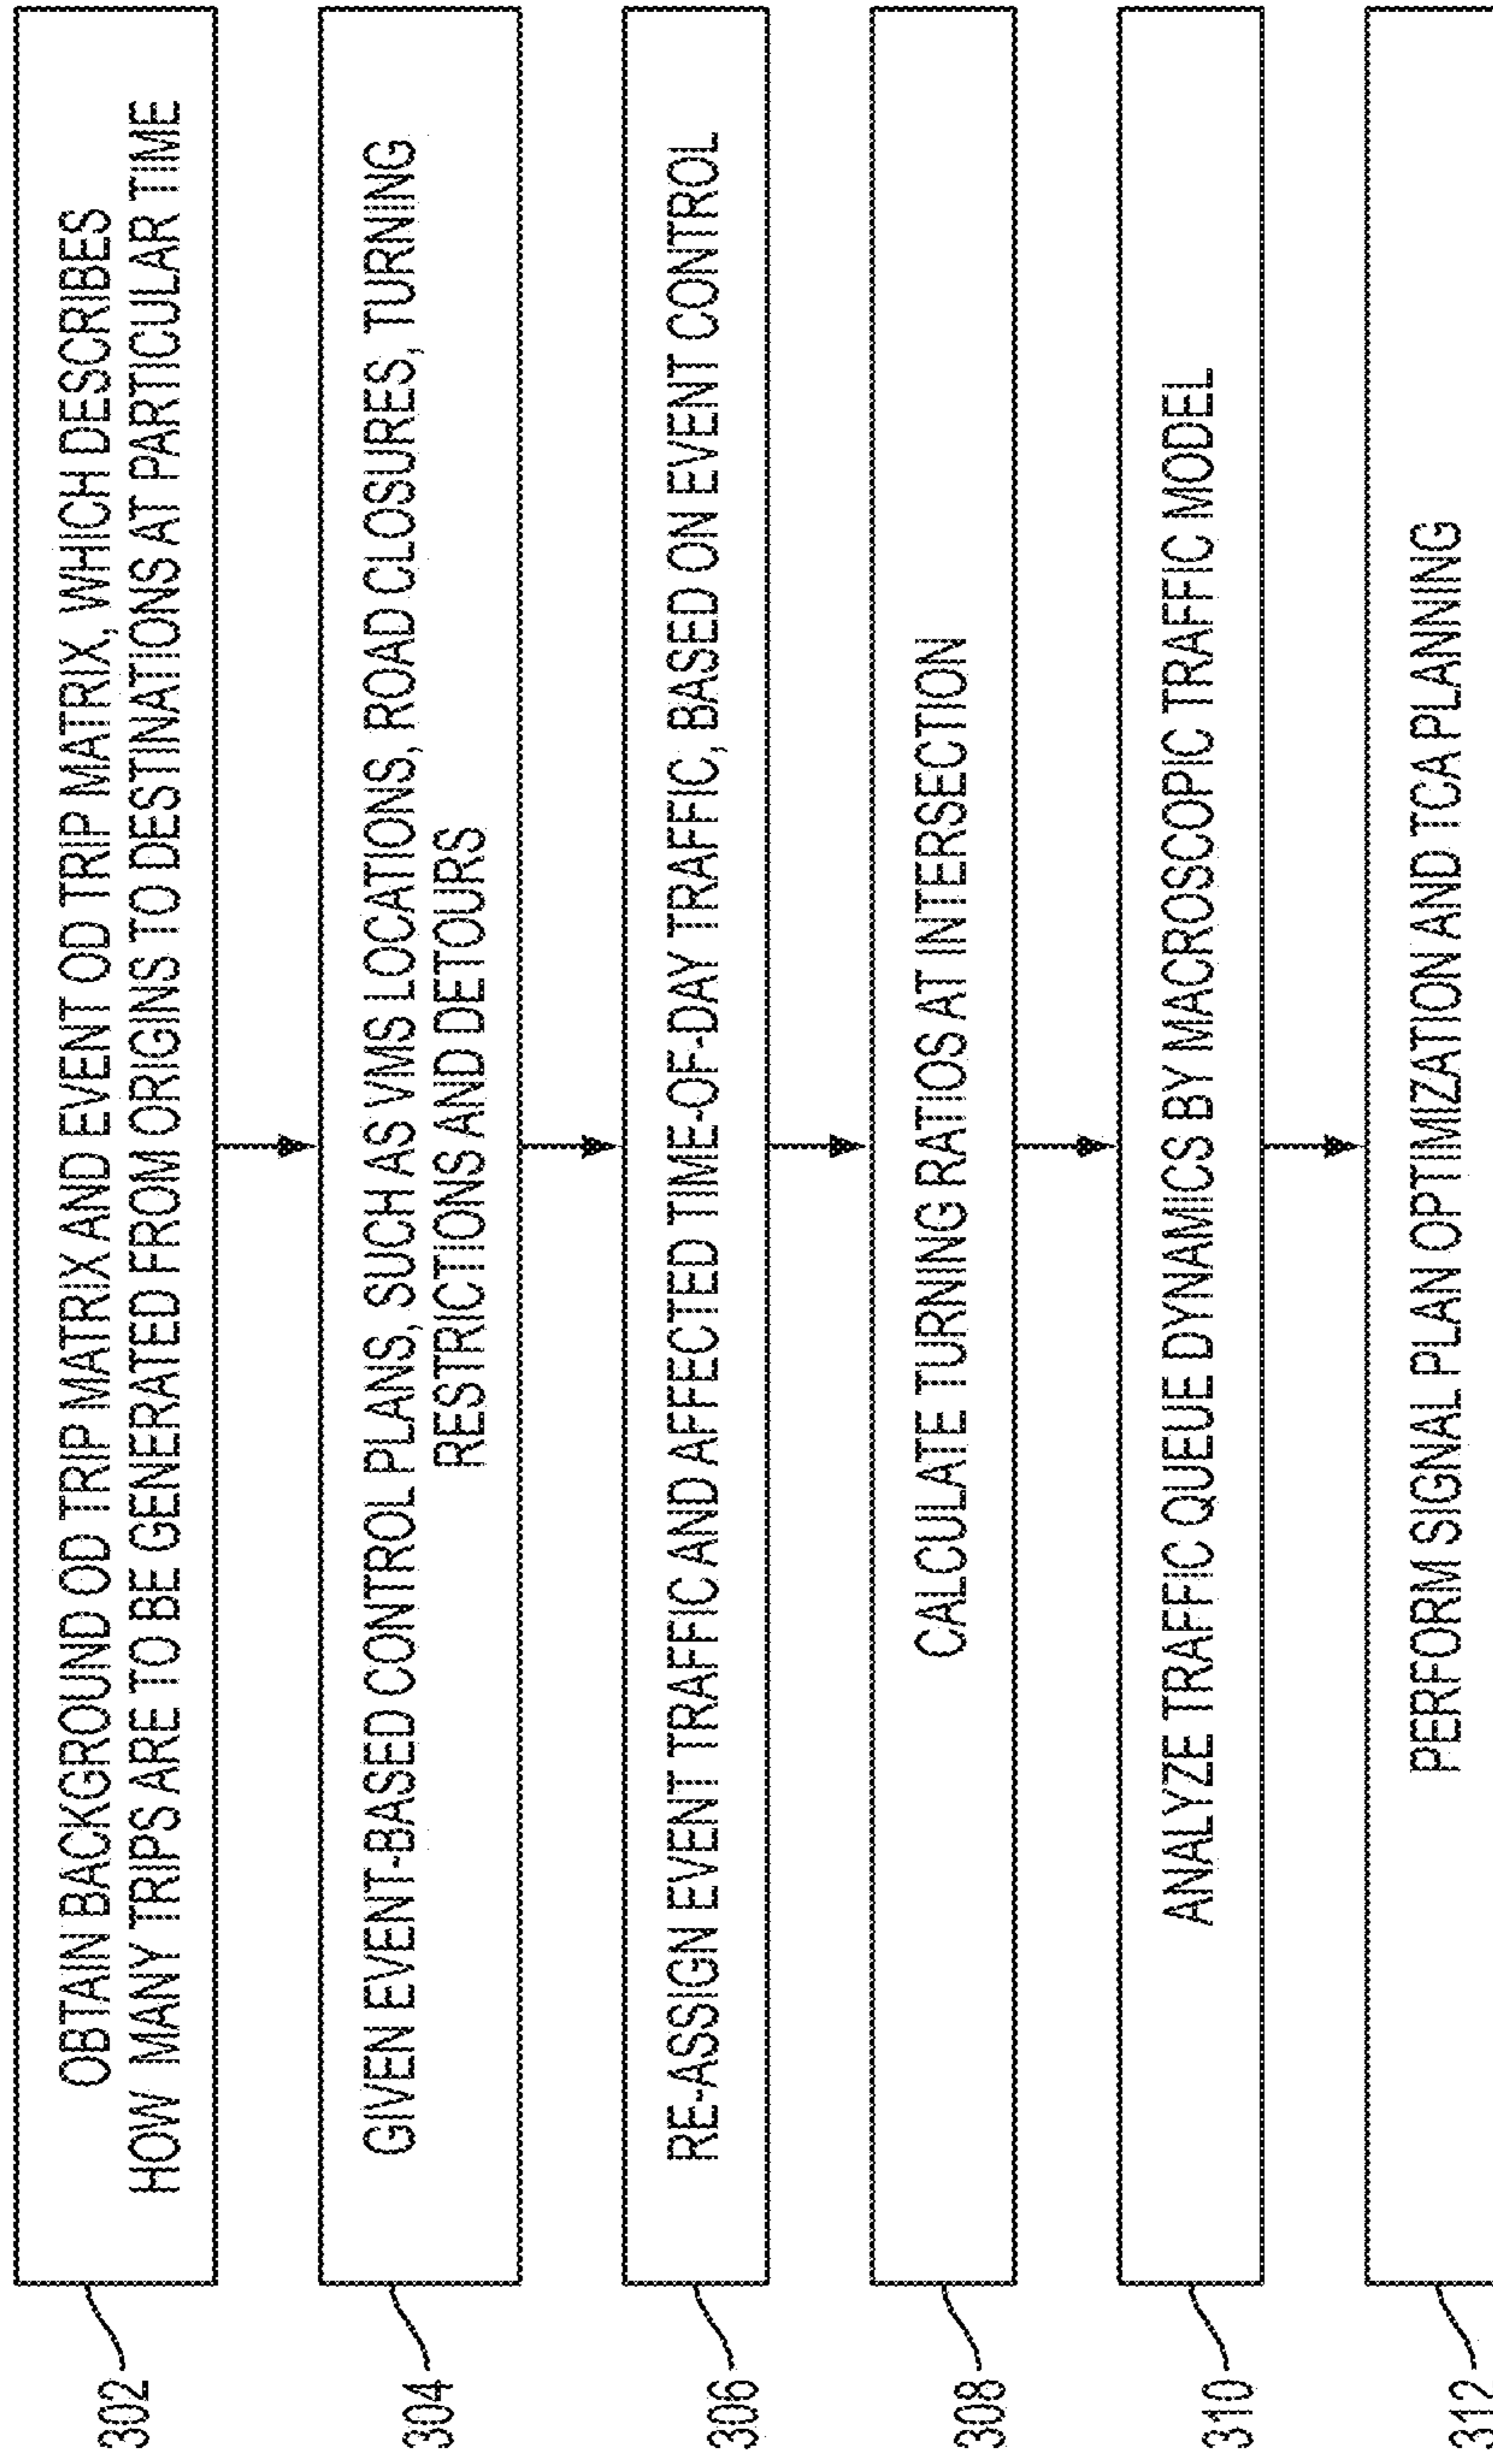 302
OBTAIN BACKGROUND OD TRIP MATRIX AND EVENT OD TRIP MATRIX, WHICH DESCRIBES
HOW MANY TRIPS ARE TO BE GENERATED FROM ORIGINS TO DESTINATIONS AT PARTICULAR TIME
304
GIVEN EVENT-BASED CONTROL PLANS, SUCH AS VMS LOCATIONS, ROAD CLOSURES, TURNING
RESTRICTIONS AND DETOURS
306
RE-ASSIGN EVENT TRAFFIC AND AFFECTED TIME-OF-DAY TRAFFIC, BASED ON EVENT CONTROL
308
CALCULATE TURNING RATIOS AT INTERSECTION
310
ANALYZE TRAFFIC QUEUE DYNAMICS BY MACROSCOPIC TRAFFIC MODEL
312
PERFORM SIGNAL PLAN OPTIMIZATION AND TCA PLANNING